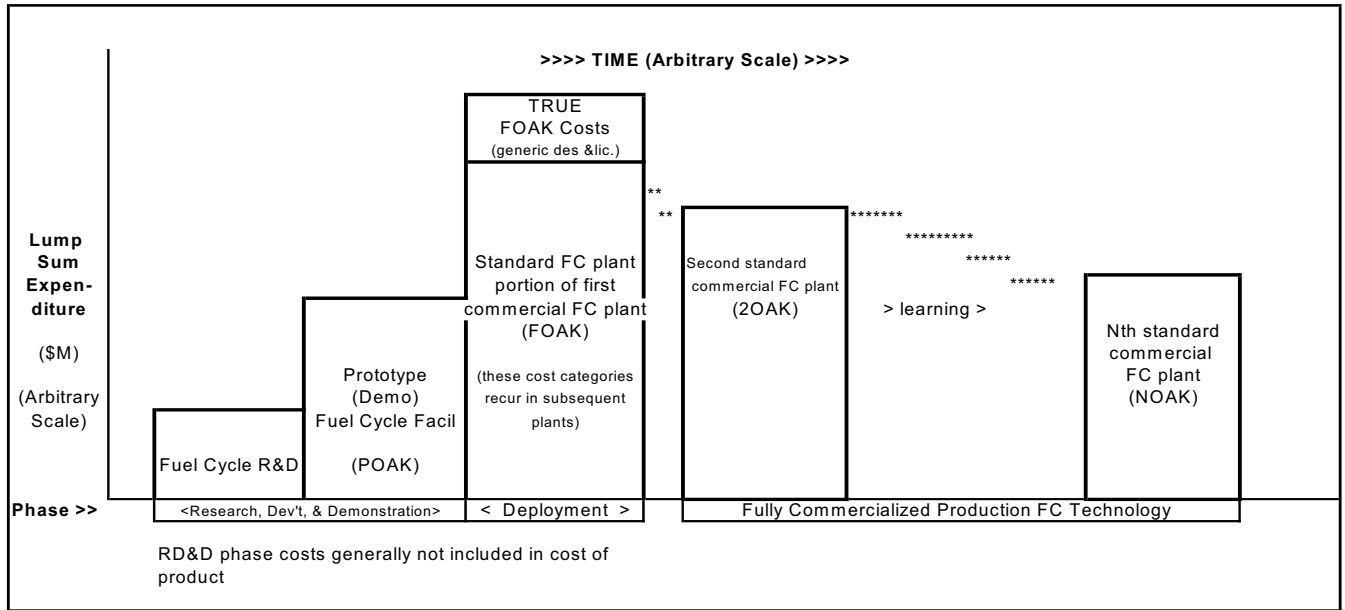 >>>> TIME (Arbitrary Scale) >>>>
TRUE
FOAK Costs
(generic des &lic.)
**
**
*******
*********
******
******
Lump
Sum
Expen-
diture
($M)
(Arbitrary
Scale)
Fuel Cycle R&D
Prototype
(Demo)
Fuel Cycle Facil
(POAK)
Standard FC plant
portion of first
commercial FC plant
(FOAK)
(these cost categories
recur in subsequent
plants)
Second standard
commercial FC plant
(2OAK)
> learning >
Nth standard
commercial
FC plant
(NOAK)
Phase >>
<Research, Dev't, & Demonstration>
< Deployment >
Fully Commercialized Production FC Technology
RD&D phase costs generally not included in cost of
product